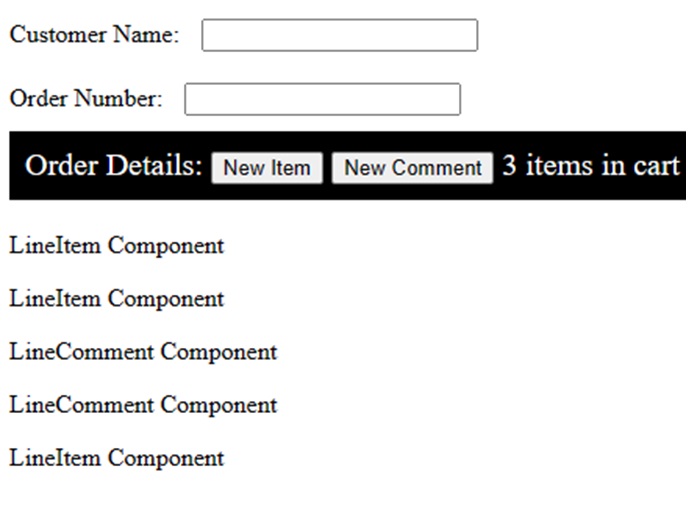 Customer Name:
Order Number:
Order Details: New Item New Comment 3 items in cart
LineItem Component
LineItem Component
LineComment Component
LineComment Component
LineItem Component